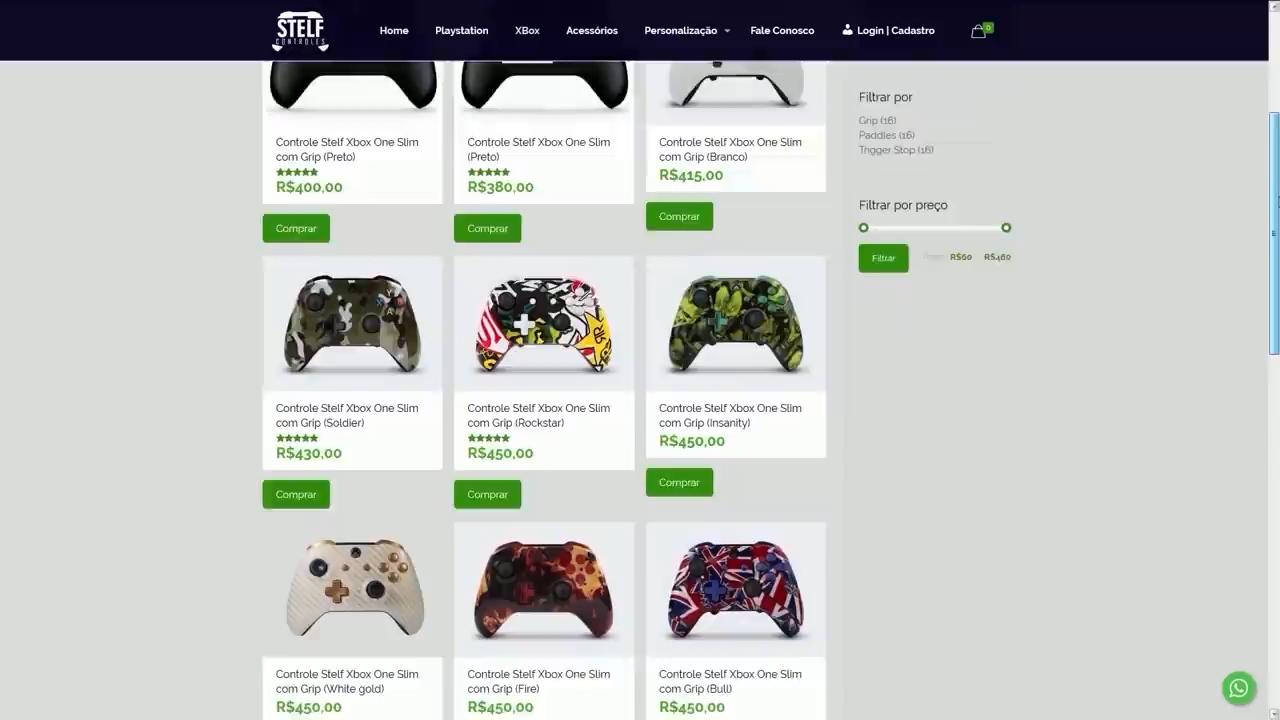 STELF
CONTROLES
Home
Playstation
XBox
Acessórios
Personalização
Fale Conosco
Login | Cadastro
0
Controle Stelf Xbox One Slim
com Grip (Preto)
R$400,00
Comprar
Controle Stelf Xbox One Slim
(Preto)
R$380,00
Comprar
Controle Stelf Xbox One Slim
com Grip (Branco)
R$415,00
Comprar
Filtrar por
Grip (16)
Paddles (16)
Trigger Stop (16)
Filtrar por preço
Filtrar
R$60
R$460
Controle Stelf Xbox One Slim
com Grip (Soldier)
R$430,00
Comprar
Controle Stelf Xbox One Slim
com Grip (Rockstar)
R$450,00
Comprar
Controle Stelf Xbox One Slim
com Grip (Insanity)
R$450,00
Comprar
Controle Stelf Xbox One Slim
com Grip (White gold)
R$450,00
Controle Stelf Xbox One Slim
com Grip (Fire)
R$450,00
Controle Stelf Xbox One Slim
com Grip (Bull)
R$450,00